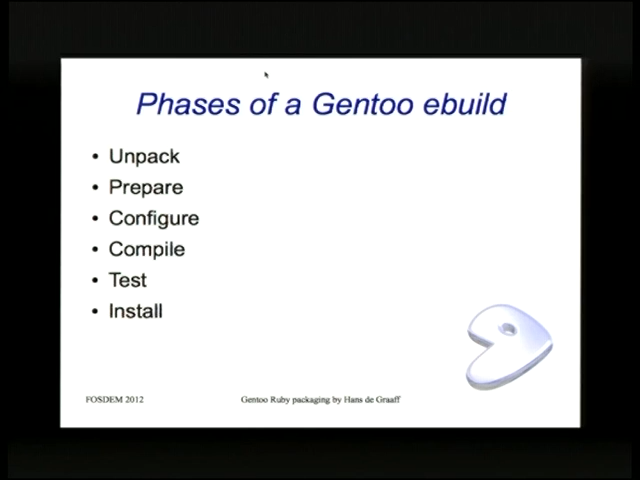 Phases of a Gentoo ebuild
• Unpack
• Prepare
• Configure
• Compile
• Test
• Install
FOSDEM 2012
Gentoo Ruby packaging by Hans de Graaff